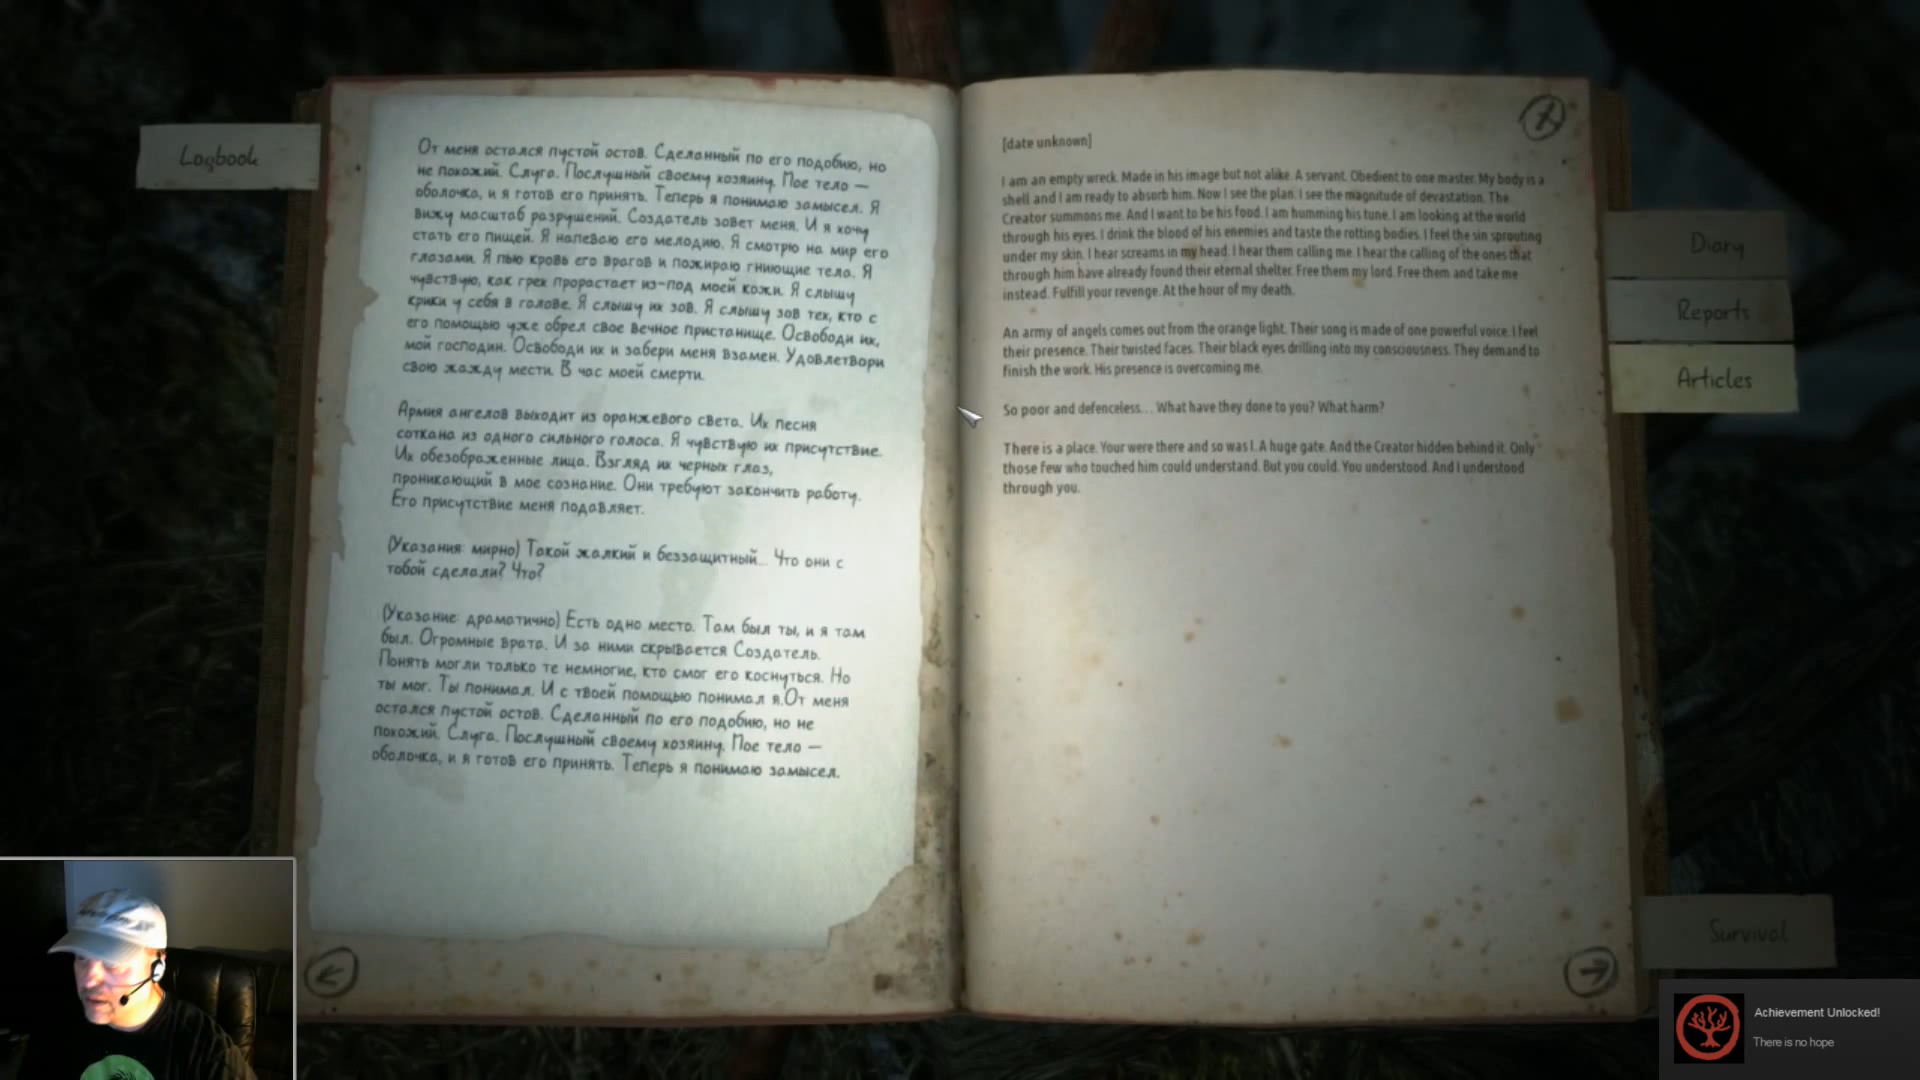 Logbook
От меня остался пустой остов. Сделанный по его подобию, но
не похожий. Слуга. Послушный своему хозяину. Пое тело —
оболочка, и я готов его принять. Теперь я понимаю замысел. Я
вижу масштаб разрушений. Создатель зовет меня. И я хочу
стать его пищей. Я напеваю его мелодию. Я смотрю на мир его
глазами. Я пью кровь его врагов и пожираю гниющие тела. Я
чувствую, как грех прорастает из-под моей кожи. Я слышу
крики у себя в голове. Я слышу их зов. Я слышу зов тех, кто с
его помощью уже обрел свое вечное пристанище. Освободи их,
мой господин. Освободи их и забери меня взамен. Удовлетвори
свою жажду мести. В час моей смерти.
Армия ангелов выходит из оранжевого света. Их песня
соткана из одного сильного голоса. Я чувствую их присутствие.
Их обезображенные лица. Взгляд их черных глаз,
проникающий в мое сознание. Они требуют закончить работу.
Его присутствие меня подавляет.
(Указания: мирно) Такой жалкий и беззащитный... Что они с
тобой сделали? Что?
(Указание: драматично) Есть одно место. Там был ты, и я там
был. Огромные врата. И за ними скрывается Создатель.
Понять могли только те немногие, кто смог его коснуться. Но
ты мог. Ты понимал. И с твоей помощью понимал я.От меня
остался пустой остов. Сделанный по его подобию, но не
похожий. Слуга. Послушный своему хозяину. Пое тело —
оболочка, и я готов его принять. Теперь я понимаю замысел.
[date unknown]
I am an empty wreck. Made in his image but not alike. A servant. Obedient to one master. My body is a
shell and I am ready to absorb him. Now I see the plan. I see the magnitude of devastation. The
Creator summons me. And I want to be his food. I am humming his tune. I am looking at the world
through his eyes. I drink the blood of his enemies and taste the rotting bodies. I feel the sin sprouting
under my skin. I hear screams in my head. I hear them calling me. I hear the calling of the ones that
through him have already found their eternal shelter. Free them my lord. Free them and take me
instead. Fulfill your revenge. At the hour of my death.
An army of angels comes out from the orange light. Their song is made of one powerful voice. I feel
their presence. Their twisted faces. Their black eyes drilling into my consciousness. They demand to
finish the work. His presence is overcoming me.
So poor and defenceless... What have they done to you? What harm?
There is a place. Your were there and so was I. A huge gate. And the Creator hidden behind it. Only
those few who touched him could understand. But you could. You understood. And I understood
through you.
Diary
Reports
Articles
Survival
Achievement Unlocked!
There is no hope